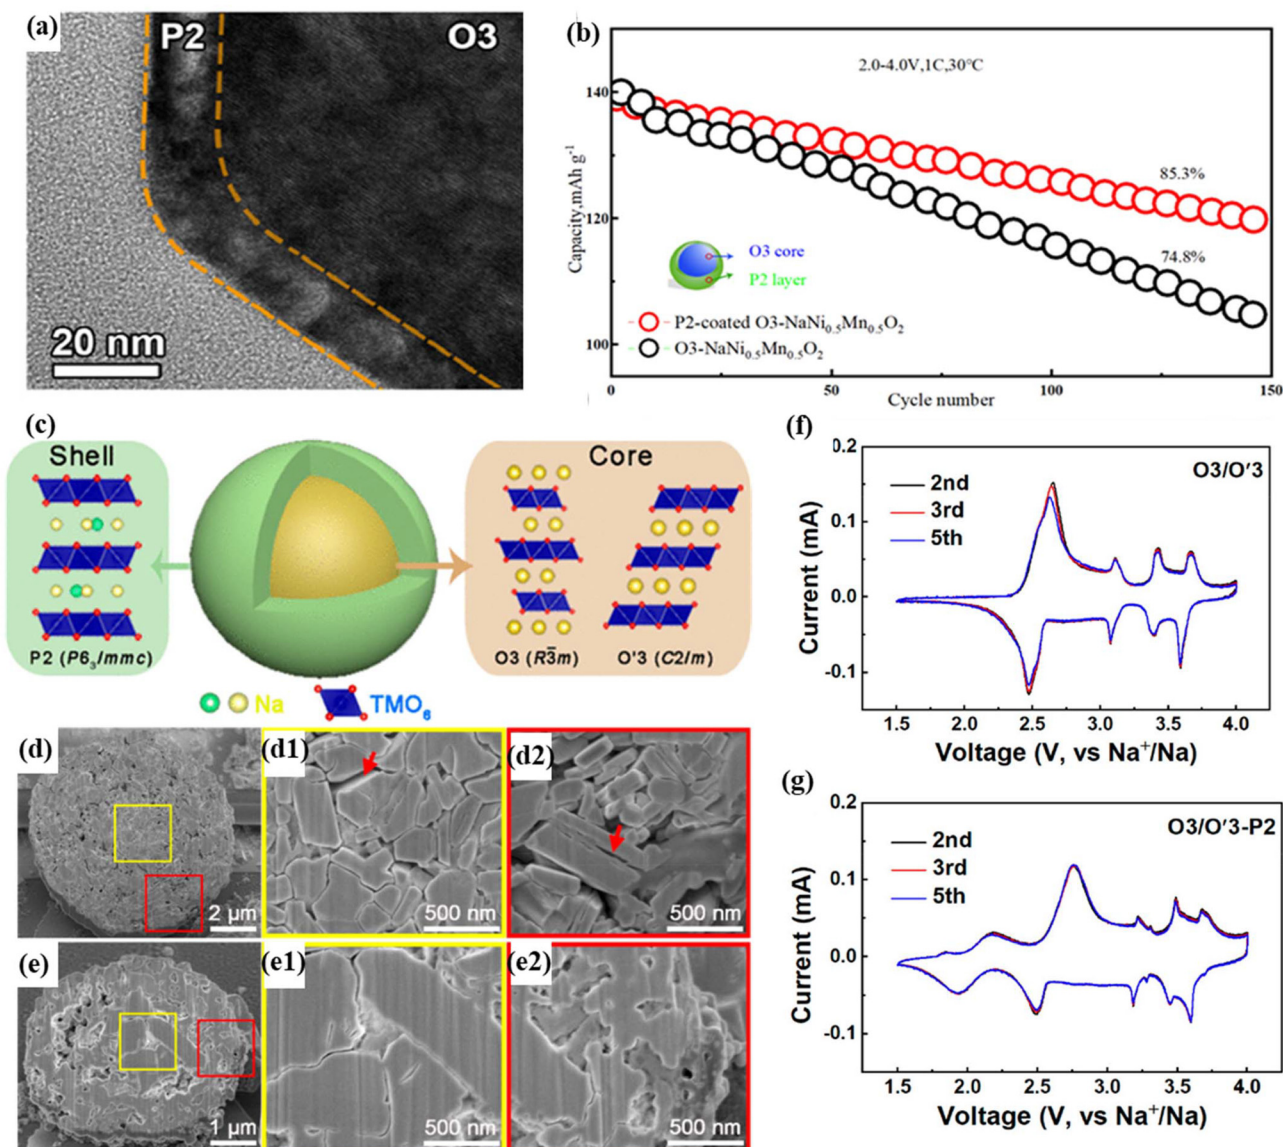 (a)
P2
O3
20 nm
(b)
2.0-4.0V,1C,30℃
140
120
100
Capacity,mAh g⁻¹
85.3%
74.8%
O3 core
P2 layer
P2-coated O3-NaNi₀.₅Mn₀.₅O₂
O3-NaNi₀.₅Mn₀.₅O₂
0
50
100
150
Cycle number
(c)
Shell
Core
P2 (P6₃/mmc)
O3 (R3̄m)
O'3 (C2/m)
Na
TMO₆
(d)
2 μm
(d1)
500 nm
(d2)
500 nm
(e)
1 μm
(e1)
500 nm
(e2)
500 nm
(f)
O3/O'3
2nd
3rd
5th
0.2
0.1
0.0
-0.1
Current (mA)
1.5 2.0 2.5 3.0 3.5 4.0
Voltage (V, vs Na⁺/Na)
(g)
O3/O'3-P2
2nd
3rd
5th
0.2
0.1
0.0
-0.1
Current (mA)
1.5 2.0 2.5 3.0 3.5 4.0
Voltage (V, vs Na⁺/Na)